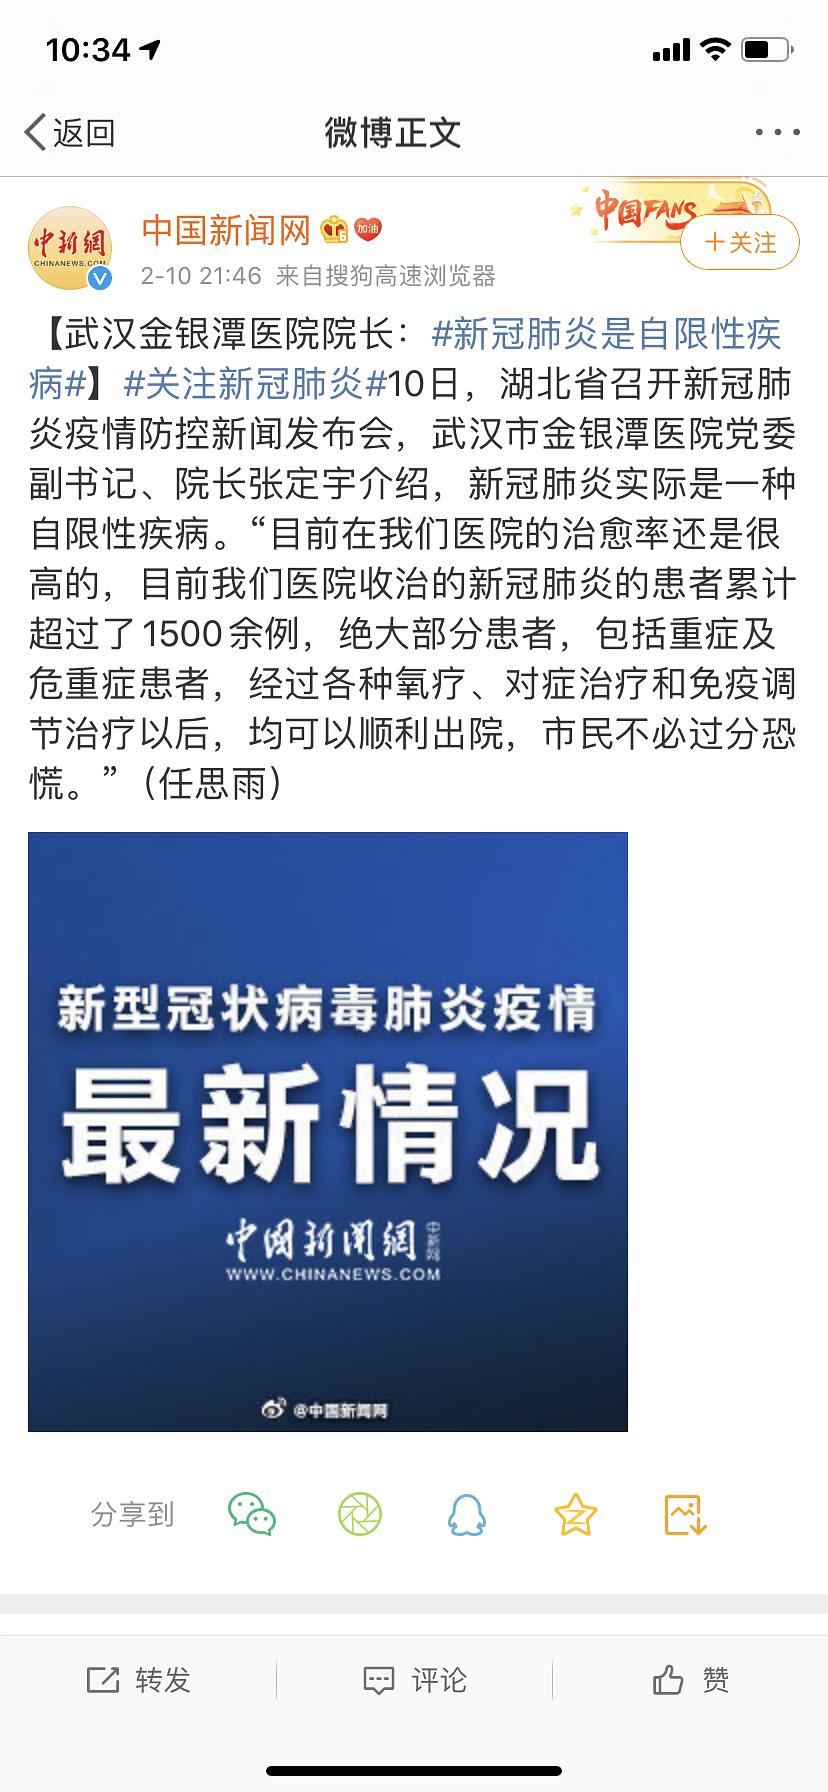 10:34
返回
微博正文
中新網
CHINANEWS.COM
中国新闻网
6
加油
中国FANS
+关注
2-10 21:46 来自搜狗高速浏览器
【武汉金银潭医院院长：#新冠肺炎是自限性疾
病#】#关注新冠肺炎#10日，湖北省召开新冠肺
炎疫情防控新闻发布会，武汉市金银潭医院党委
副书记、院长张定宇介绍，新冠肺炎实际是一种
自限性疾病。“目前在我们医院的治愈率还是很
高的，目前我们医院收治的新冠肺炎的患者累计
超过了1500余例，绝大部分患者，包括重症及
危重症患者，经过各种氧疗、对症治疗和免疫调
节治疗以后，均可以顺利出院，市民不必过分恐
慌。”（任思雨）
新型冠状病毒肺炎疫情
最新情况
中國新聞網 中新网
WWW.CHINANEWS.COM
@中国新闻网
分享到
转发
评论
赞